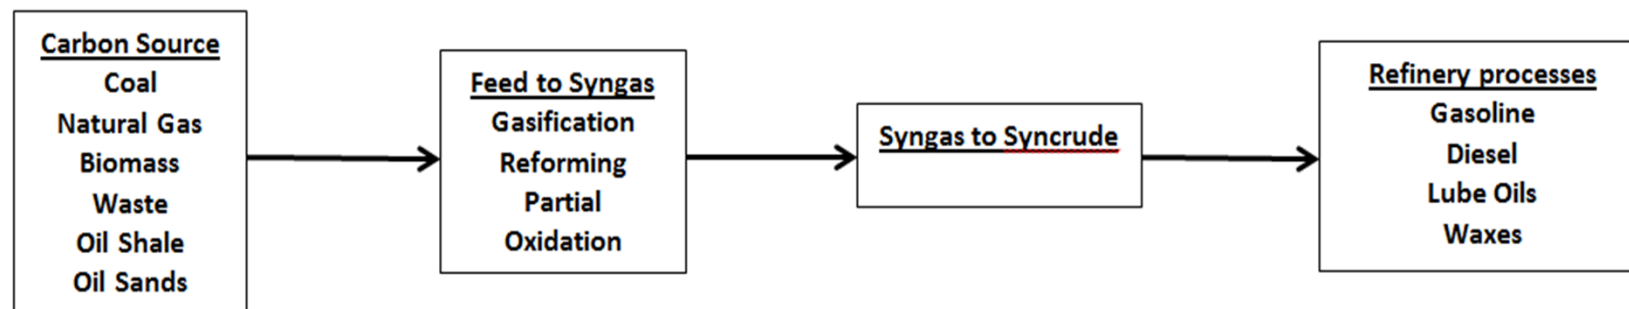 Carbon Source
Coal
Natural Gas
Biomass
Waste
Oil Shale
Oil Sands
Feed to Syngas
Gasification
Reforming
Partial
Oxidation
Syngas to Syncrude
Refinery processes
Gasoline
Diesel
Lube Oils
Waxes